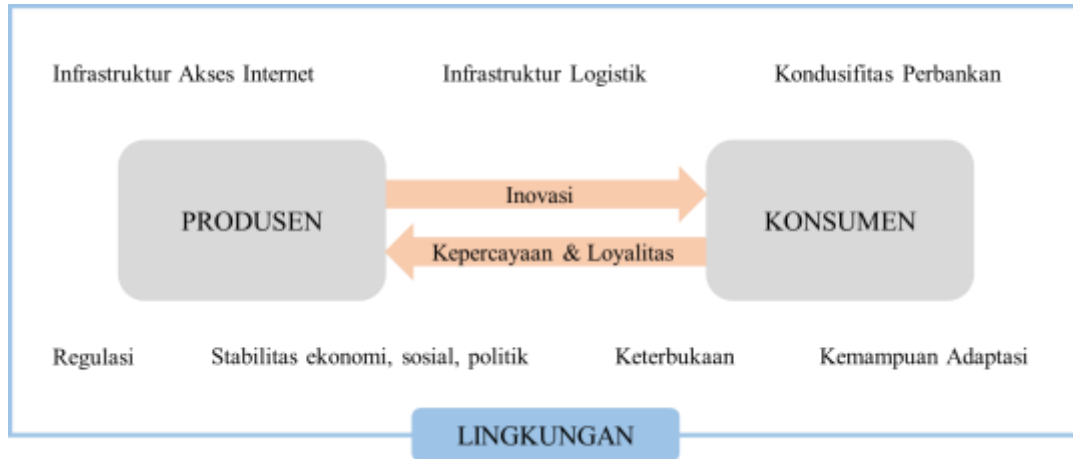 Infrastruktur Akses Internet
Infrastruktur Logistik
Kondusifitas Perbankan
PRODUSEN
Inovasi
Kepercayaan & Loyalitas
KONSUMEN
Regulasi
Stabilitas ekonomi, sosial, politik
Keterbukaan
Kemampuan Adaptasi
LINGKUNGAN